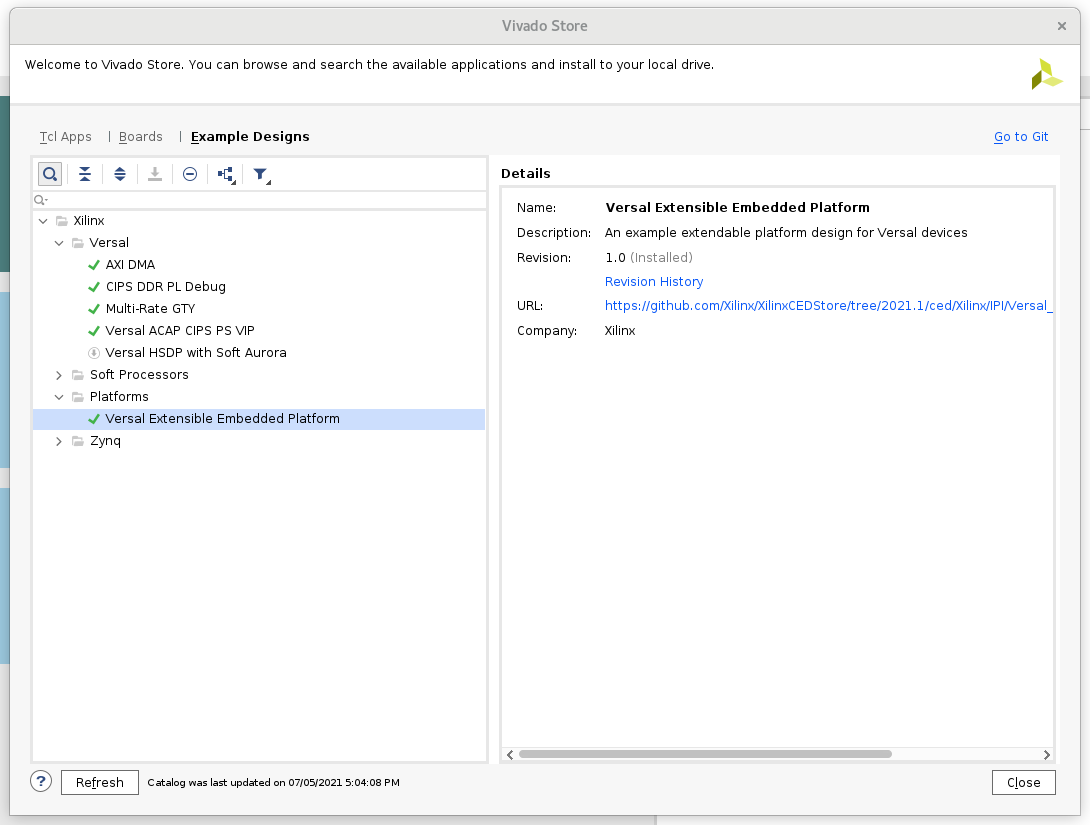 Vivado Store
Welcome to Vivado Store. You can browse and search the available applications and install to your local drive.
Tcl Apps | Boards | Example Designs
Go to Git
Xilinx
Versal
AXI DMA
CIPS DDR PL Debug
Multi-Rate GTY
Versal ACAP CIPS PS VIP
Versal HSDP with Soft Aurora
Soft Processors
Platforms
Versal Extensible Embedded Platform
Zynq
Details
Name: Versal Extensible Embedded Platform
Description: An example extendable platform design for Versal devices
Revision: 1.0 (Installed)
Revision History
URL: https://github.com/Xilinx/XilinxCEDStore/tree/2021.1/ced/Xilinx/IPI/Versal_
Company: Xilinx
? Refresh Catalog was last updated on 07/05/2021 5:04:08 PM
Close